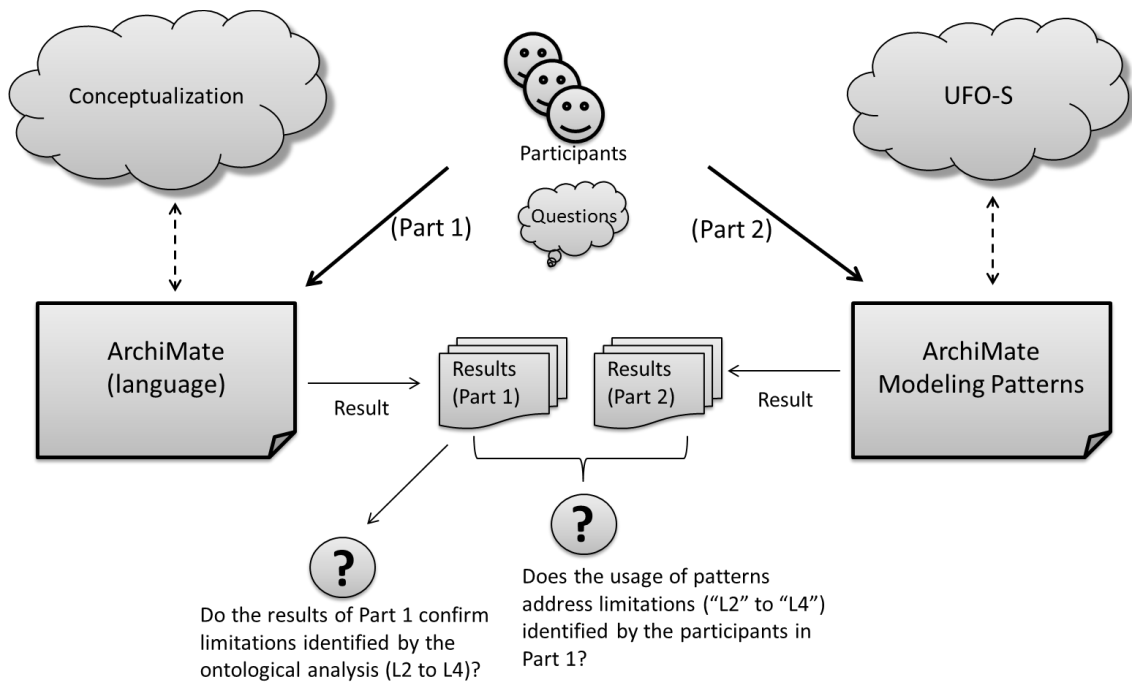 Conceptualization
UFO-S
Participants
Questions
(Part 1)
(Part 2)
ArchiMate
(language)
Result
Results
(Part 1)
Results
(Part 2)
Result
ArchiMate
Modeling Patterns
?
?
Do the results of Part 1 confirm
limitations identified by the
ontological analysis (L2 to L4)?
Does the usage of patterns
address limitations (“L2” to “L4”)
identified by the participants in
Part 1?